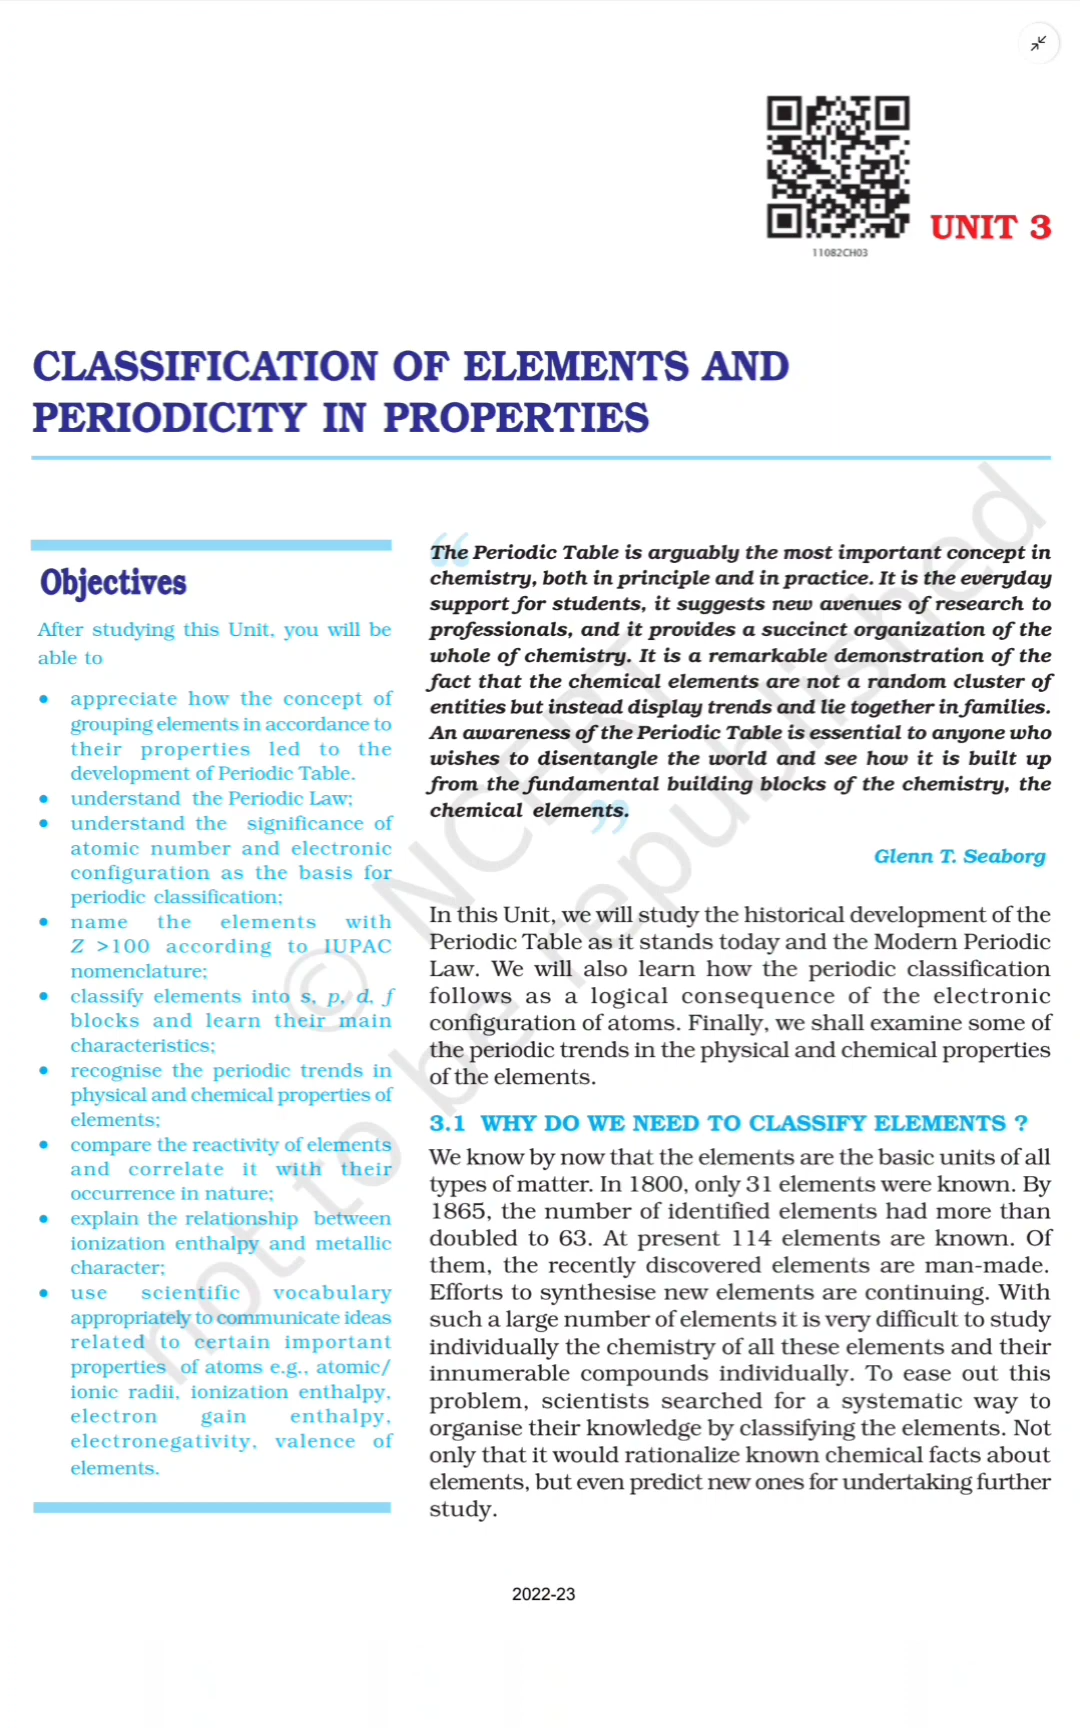 11082CH03
UNIT 3
CLASSIFICATION OF ELEMENTS AND
PERIODICITY IN PROPERTIES
Objectives
After studying this Unit, you will be
able to
• appreciate how the concept of
grouping elements in accordance to
their properties led to the
development of Periodic Table.
• understand the Periodic Law;
• understand the significance of
atomic number and electronic
configuration as the basis for
periodic classification;
• name the elements with
Z >100 according to IUPAC
nomenclature;
• classify elements into s, p, d, f
blocks and learn their main
characteristics;
• recognise the periodic trends in
physical and chemical properties of
elements;
• compare the reactivity of elements
and correlate it with their
occurrence in nature;
• explain the relationship between
ionization enthalpy and metallic
character;
• use scientific vocabulary
appropriately to communicate ideas
related to certain important
properties of atoms e.g., atomic/
ionic radii, ionization enthalpy,
electron gain enthalpy,
electronegativity, valence of
elements.
“The Periodic Table is arguably the most important concept in
chemistry, both in principle and in practice. It is the everyday
support for students, it suggests new avenues of research to
professionals, and it provides a succinct organization of the
whole of chemistry. It is a remarkable demonstration of the
fact that the chemical elements are not a random cluster of
entities but instead display trends and lie together in families.
An awareness of the Periodic Table is essential to anyone who
wishes to disentangle the world and see how it is built up
from the fundamental building blocks of the chemistry, the
chemical elements.”
Glenn T. Seaborg
In this Unit, we will study the historical development of the
Periodic Table as it stands today and the Modern Periodic
Law. We will also learn how the periodic classification
follows as a logical consequence of the electronic
configuration of atoms. Finally, we shall examine some of
the periodic trends in the physical and chemical properties
of the elements.
3.1 WHY DO WE NEED TO CLASSIFY ELEMENTS ?
We know by now that the elements are the basic units of all
types of matter. In 1800, only 31 elements were known. By
1865, the number of identified elements had more than
doubled to 63. At present 114 elements are known. Of
them, the recently discovered elements are man-made.
Efforts to synthesise new elements are continuing. With
such a large number of elements it is very difficult to study
individually the chemistry of all these elements and their
innumerable compounds individually. To ease out this
problem, scientists searched for a systematic way to
organise their knowledge by classifying the elements. Not
only that it would rationalize known chemical facts about
elements, but even predict new ones for undertaking further
study.
© NCERT
not to be republished
2022-23